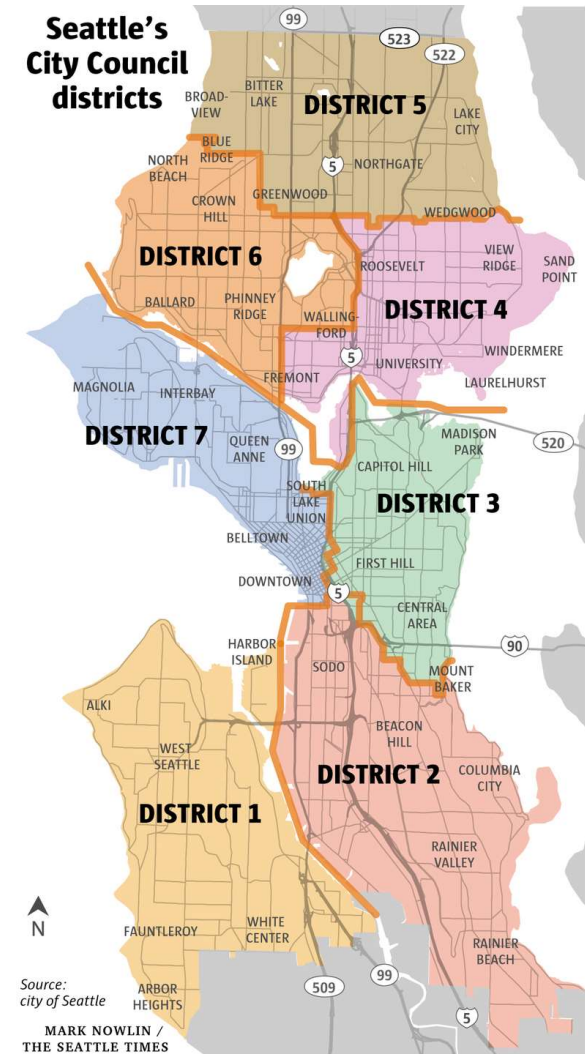 Seattle's
City Council
districts
99
523
522
BITTER
LAKE
BROAD-
VIEW
DISTRICT 5
LAKE
CITY
BLUE
RIDGE
NORTH
BEACH
5
NORTHGATE
GREENWOOD
CROWN
HILL
WEDGWOOD
DISTRICT 6
ROOSEVELT
VIEW
RIDGE
SAND
POINT
BALLARD
PHINNEY
RIDGE
WALLING-
FORD
DISTRICT 4
5
UNIVERSITY
WINDERMERE
LAURELHURST
FREMONT
MAGNOLIA
INTERBAY
DISTRICT 7
QUEEN
ANNE
99
MADISON
PARK
520
CAPITOL HILL
SOUTH
LAKE
UNION
DISTRICT 3
BELLTOWN
FIRST HILL
DOWNTOWN
5
CENTRAL
AREA
90
HARBOR
ISLAND
SODO
MOUNT
BAKER
ALKI
BEACON
HILL
WEST
SEATTLE
DISTRICT 2
COLUMBIA
CITY
DISTRICT 1
RAINIER
VALLEY
N
FAUNTLEROY
WHITE
CENTER
RAINIER
BEACH
99
509
5
ARBOR
HEIGHTS
Source:
city of Seattle
MARK NOWLIN /
THE SEATTLE TIMES